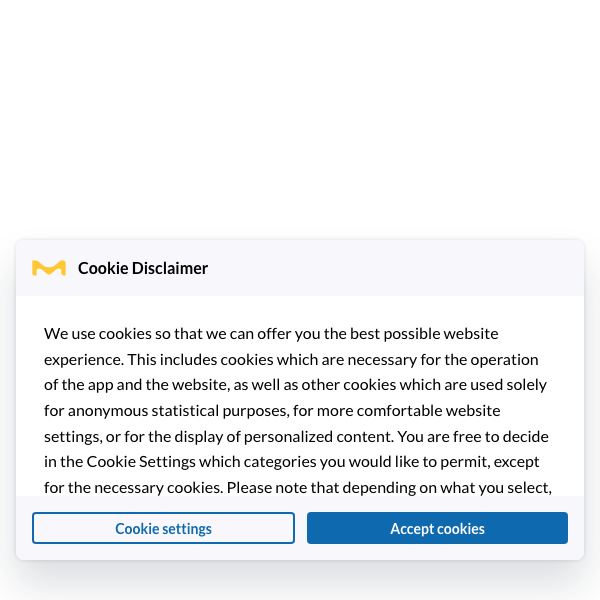 Cookie Disclaimer
We use cookies so that we can offer you the best possible website
experience. This includes cookies which are necessary for the operation
of the app and the website, as well as other cookies which are used solely
for anonymous statistical purposes, for more comfortable website
settings, or for the display of personalized content. You are free to decide
in the Cookie Settings which categories you would like to permit, except
for the necessary cookies. Please note that depending on what you select,
Cookie settings
Accept cookies